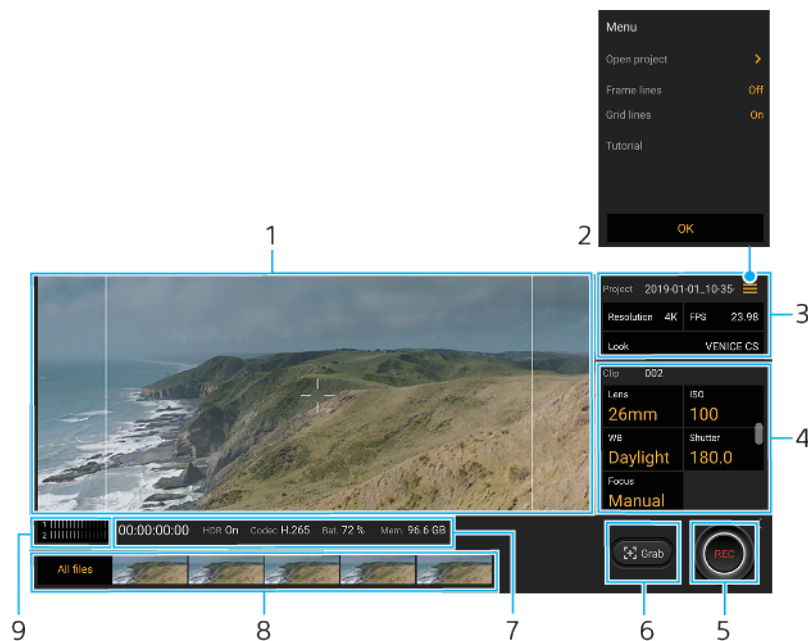 Menu
Open project >
Frame lines Off
Grid lines On
Tutorial
OK
1
2
Project 2019-01-01_10-35-
Resolution 4K FPS 23.98
Look VENICE CS
3
Clip 002
Lens ISO
26mm 100
WB Shutter
Daylight 180.0
Focus
Manual
4
1
2
00:00:00:00 HDR On Codec H.265 Bat. 72 % Mem. 96.6 GB
Grab
REC
All files
9
8
7
6
5